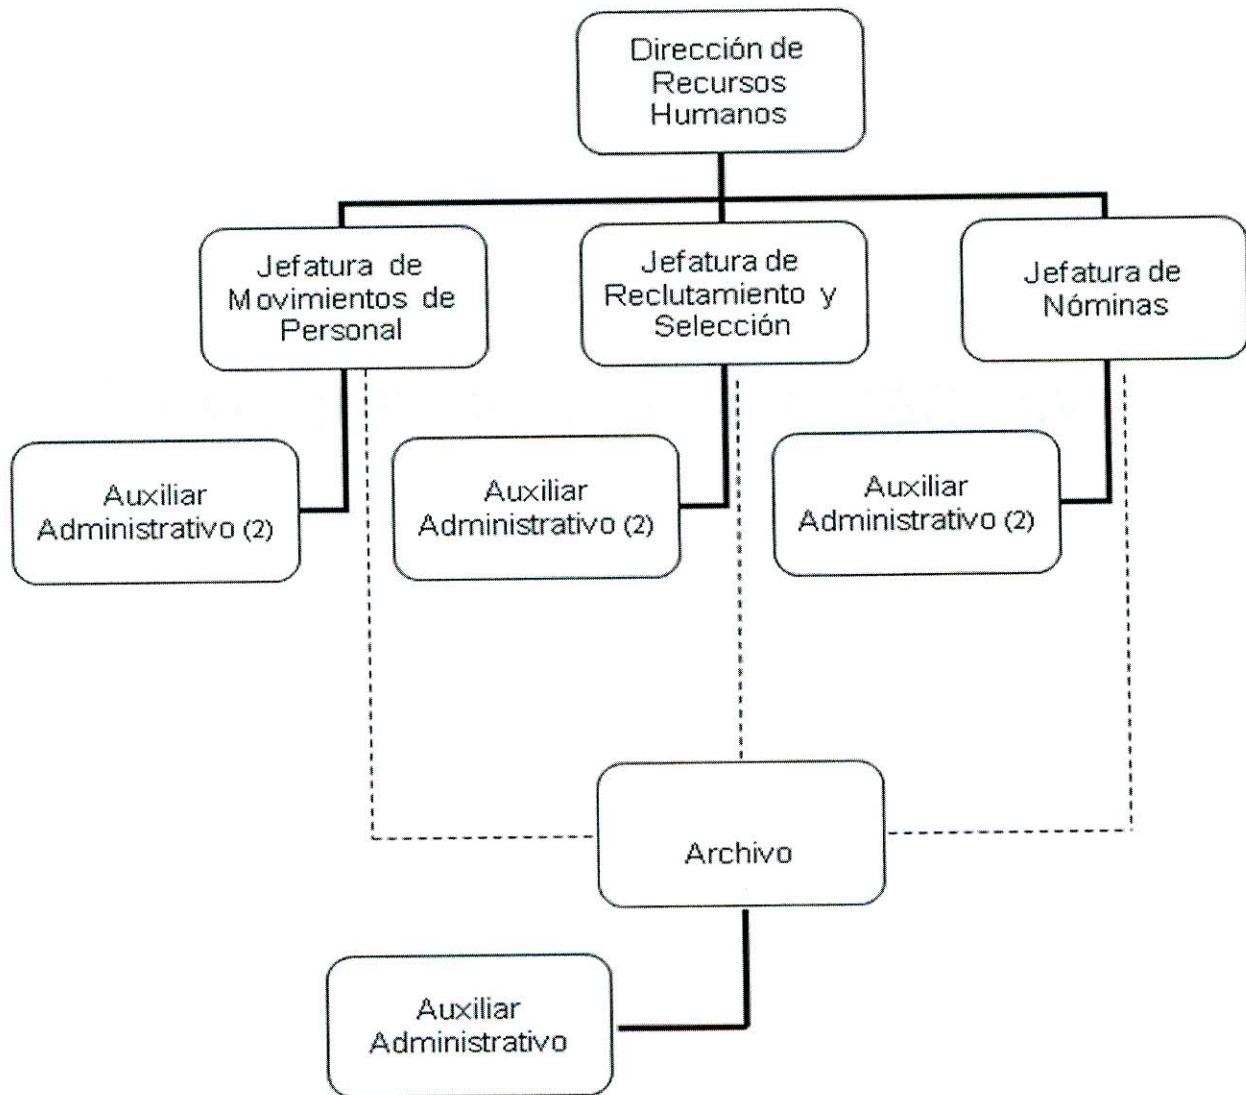 Dirección de
Recursos
Humanos
Jefatura de
Movimientos de
Personal
Jefatura de
Reclutamiento y
Selección
Jefatura de
Nóminas
Auxiliar
Administrativo (2)
Auxiliar
Administrativo (2)
Auxiliar
Administrativo (2)
Archivo
Auxiliar
Administrativo